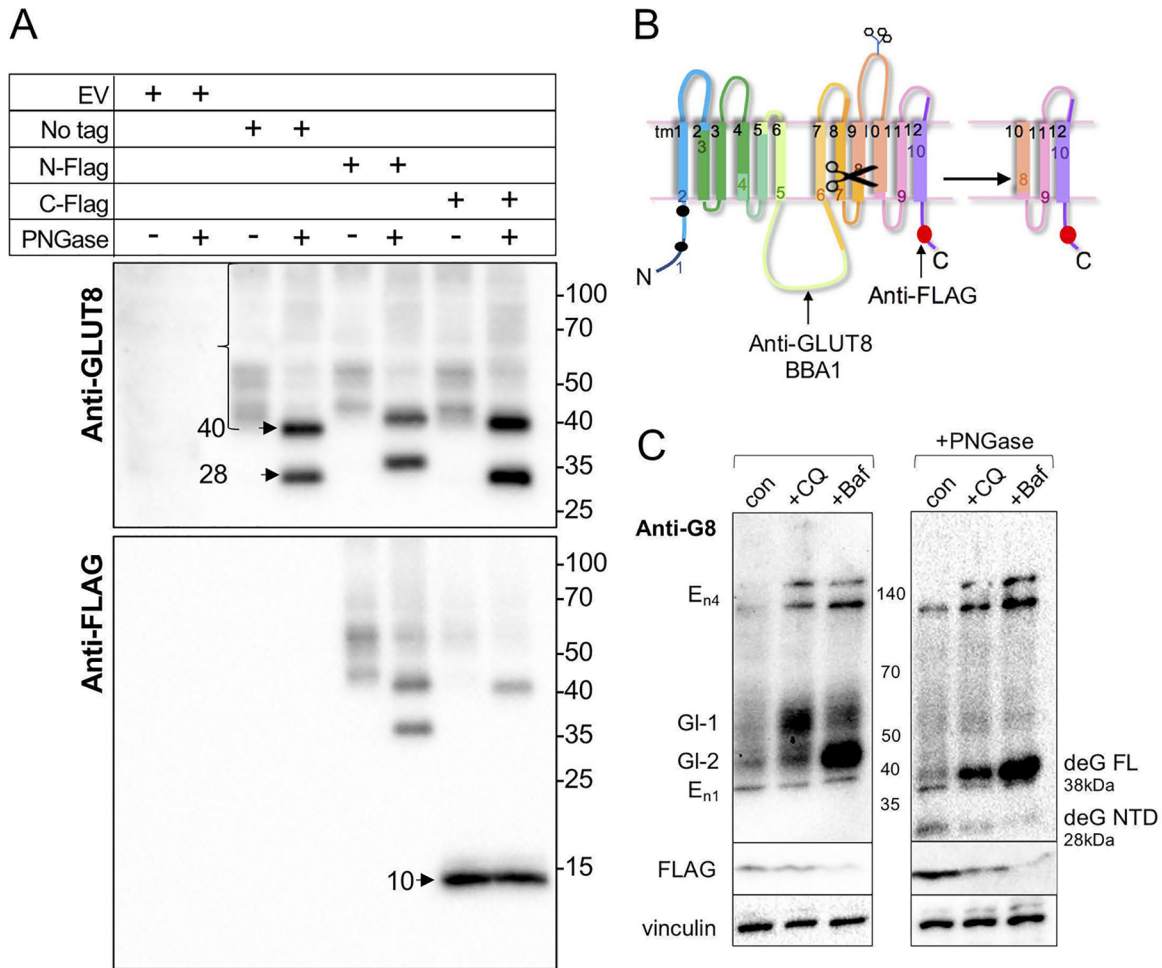 A
EV + +
No tag + +
N-Flag + +
C-Flag + +
PNGase - + - + - + - +
Anti-GLUT8
-100
-70
-50
-40
-35
-25
40
28
Anti-FLAG
-100
-70
-50
-40
-35
-25
-15
10
B
tm1 2 3 4 5 6 7 8 9 10 11 12
3 4 8 10
2 5 6 7 9
1
N
C
Anti-FLAG
Anti-GLUT8
BBA1
10 11 12
10
8
9
C
C
+PNGase
con +CQ +Baf
con +CQ +Baf
Anti-G8
En4
140
70
Gl-1
50
Gl-2
40
deG FL
38kDa
En1
35
deG NTD
28kDa
FLAG
vinculin